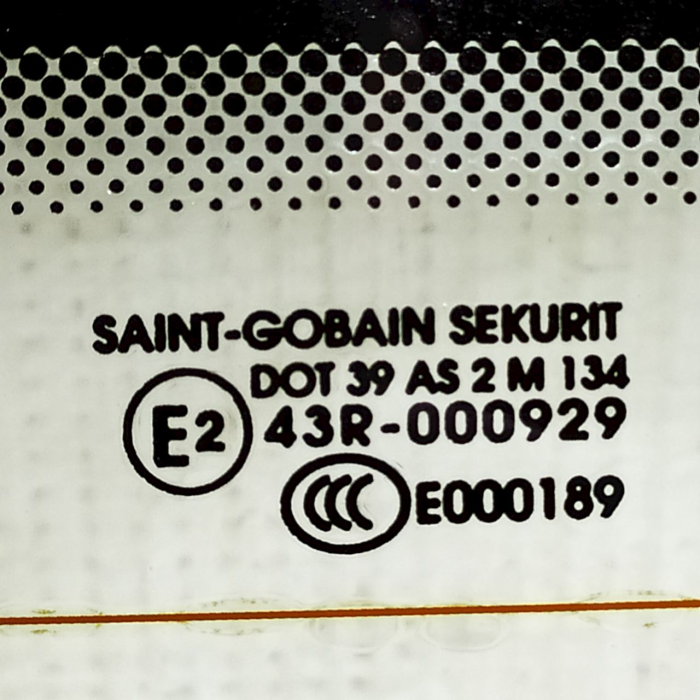 SAINT-GOBAIN SEKURIT
DOT 39 AS 2 M 134
E2 43R-000929
CCC E000189